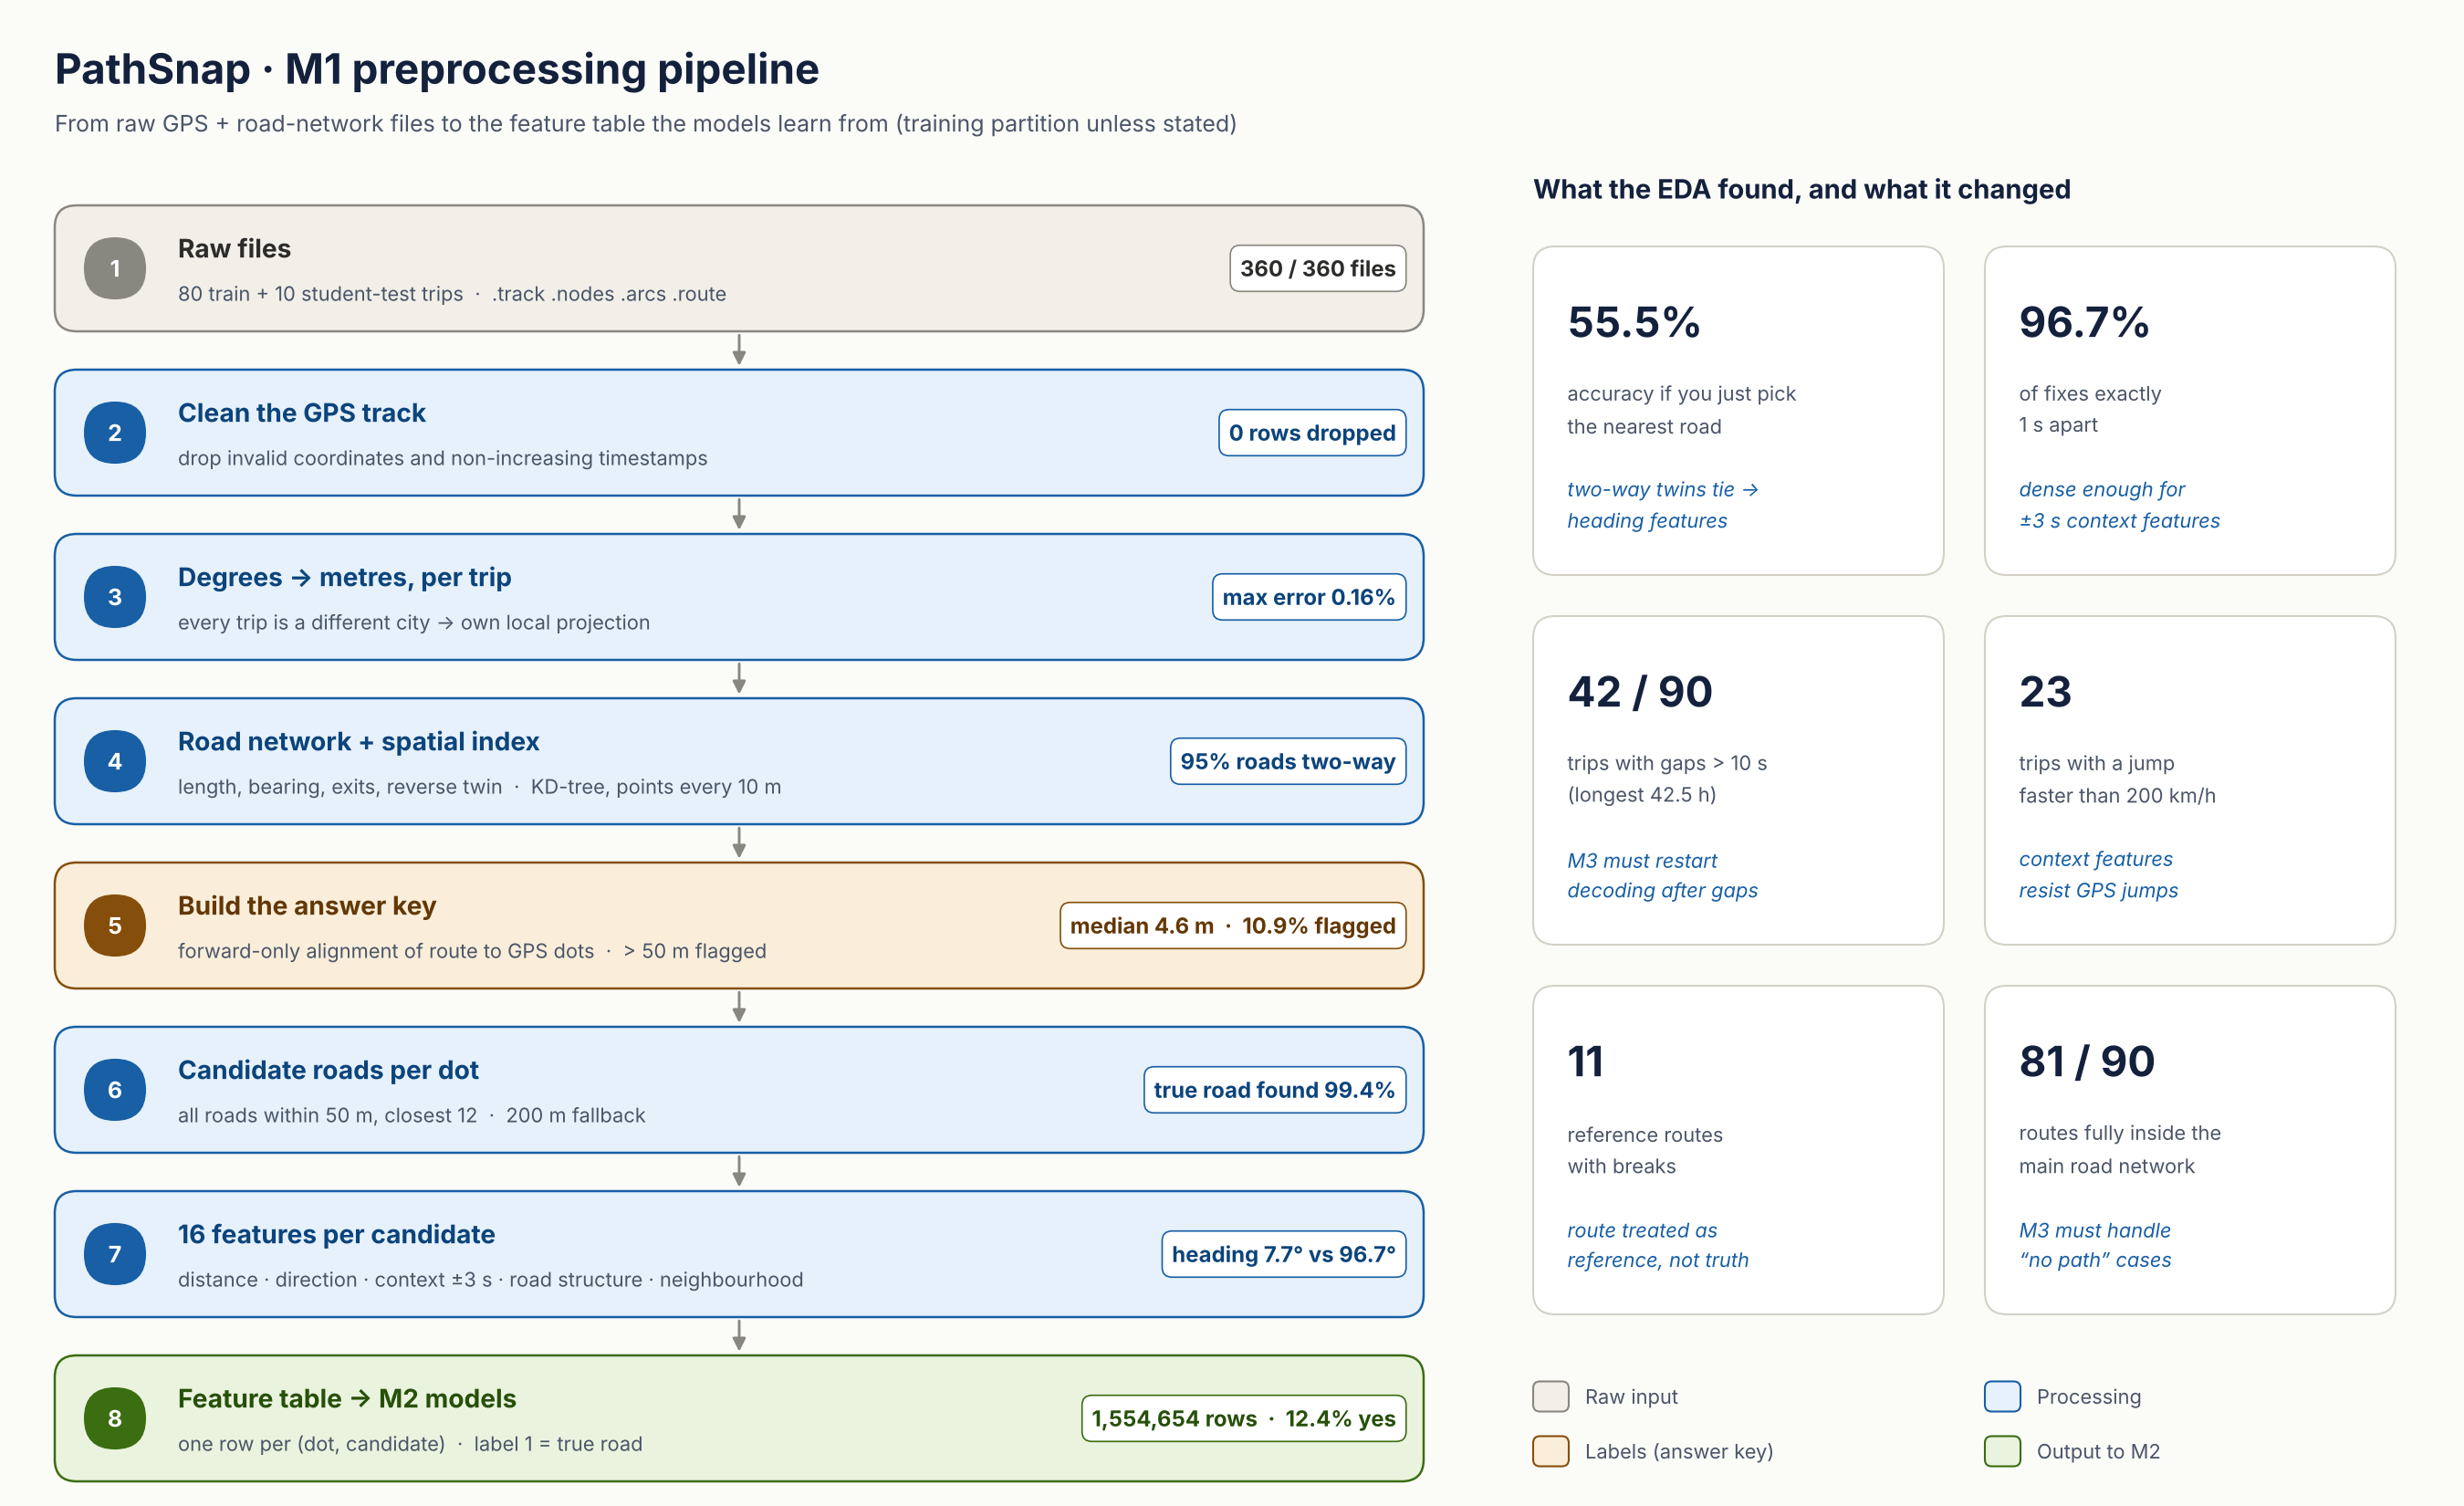 PathSnap · M1 preprocessing pipeline
From raw GPS + road-network files to the feature table the models learn from (training partition unless stated)
1
Raw files
80 train + 10 student-test trips · .track .nodes .arcs .route
360 / 360 files
2
Clean the GPS track
drop invalid coordinates and non-increasing timestamps
0 rows dropped
3
Degrees → metres, per trip
every trip is a different city → own local projection
max error 0.16%
4
Road network + spatial index
length, bearing, exits, reverse twin · KD-tree, points every 10 m
95% roads two-way
5
Build the answer key
forward-only alignment of route to GPS dots · > 50 m flagged
median 4.6 m · 10.9% flagged
6
Candidate roads per dot
all roads within 50 m, closest 12 · 200 m fallback
true road found 99.4%
7
16 features per candidate
distance · direction · context ±3 s · road structure · neighbourhood
heading 7.7° vs 96.7°
8
Feature table → M2 models
one row per (dot, candidate) · label 1 = true road
1,554,654 rows · 12.4% yes
What the EDA found, and what it changed
55.5%
accuracy if you just pick
the nearest road
two-way twins tie →
heading features
96.7%
of fixes exactly
1 s apart
dense enough for
±3 s context features
42 / 90
trips with gaps > 10 s
(longest 42.5 h)
M3 must restart
decoding after gaps
23
trips with a jump
faster than 200 km/h
context features
resist GPS jumps
11
reference routes
with breaks
route treated as
reference, not truth
81 / 90
routes fully inside the
main road network
M3 must handle
“no path” cases
Raw input
Processing
Labels (answer key)
Output to M2